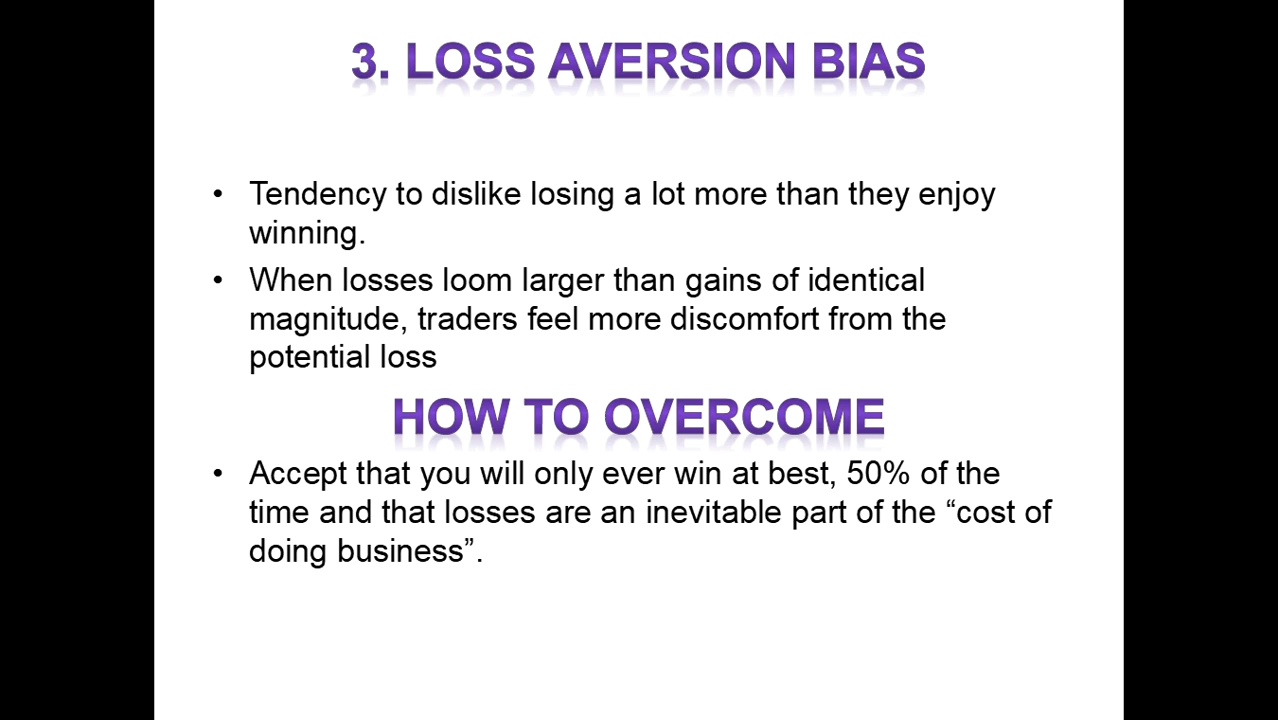 3. LOSS AVERSION BIAS
• Tendency to dislike losing a lot more than they enjoy
winning.
• When losses loom larger than gains of identical
magnitude, traders feel more discomfort from the
potential loss
HOW TO OVERCOME
• Accept that you will only ever win at best, 50% of the
time and that losses are an inevitable part of the “cost of
doing business”.